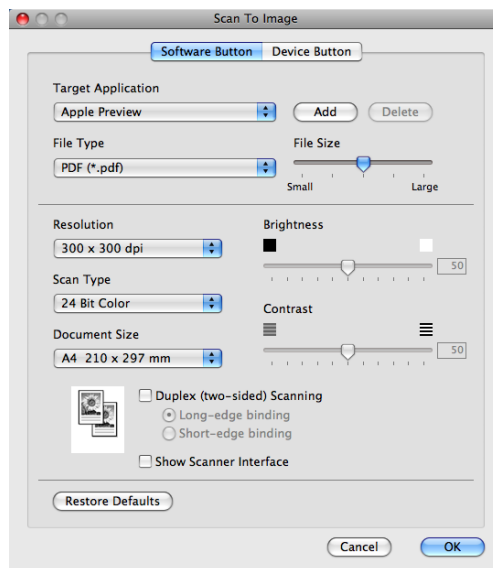 Scan To Image
Software Button Device Button
Target Application
Apple Preview Add Delete
File Type File Size
PDF (*.pdf)
Small Large
Resolution Brightness
300 x 300 dpi
50
Scan Type
24 Bit Color
Contrast
Document Size
A4 210 x 297 mm 50
Duplex (two-sided) Scanning
Long-edge binding
Short-edge binding
Show Scanner Interface
Restore Defaults
Cancel OK